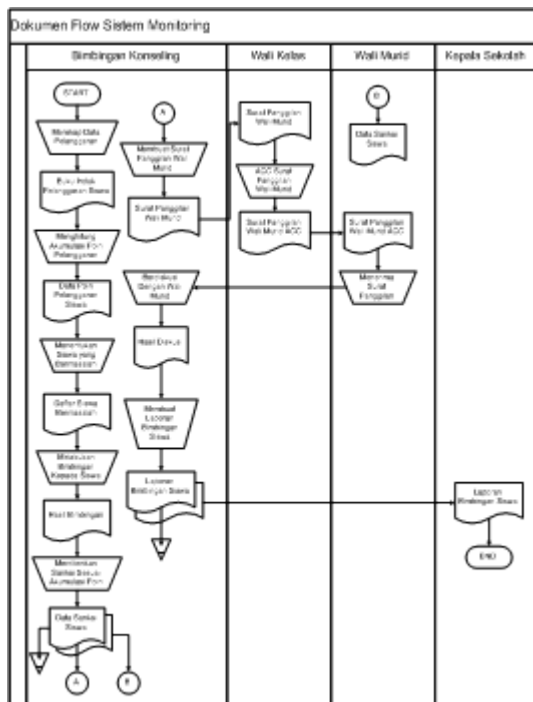 Dokumen Flow Sistem Monitoring
Bimbingan Konseling
Wali Kelas
Wali Murid
Kepala Sekolah
START
Merekap Data
Pelanggaran
Buku Induk
Pelanggaran Siswa
Menghitung
Akumulasi Poin
Pelanggaran
Data Poin
Pelanggaran
Siswa
Menentukan
Siswa yang
Bermasalah
Daftar Siswa
Bermasalah
Melakukan
Bimbingan
Kepada Siswa
Hasil Bimbingan
Memberikan
Sanksi Sesuai
Akumulasi Poin
Data Sanksi
Siswa
A
B
A
Membuat Surat
Panggilan Wali
Murid
Surat Panggilan
Wali Murid
Berdiskusi
Dengan Wali
Murid
Hasil Diskusi
Membuat
Laporan
Bimbingan
Siswa
Laporan
Bimbingan Siswa
Surat Panggilan
Wali Murid
ACC Surat
Panggilan
Wali Murid
Surat Panggilan
Wali Murid ACC
B
Data Sanksi
Siswa
Surat Panggilan
Wali Murid ACC
Menerima
Surat
Panggilan
Laporan
Bimbingan Siswa
END